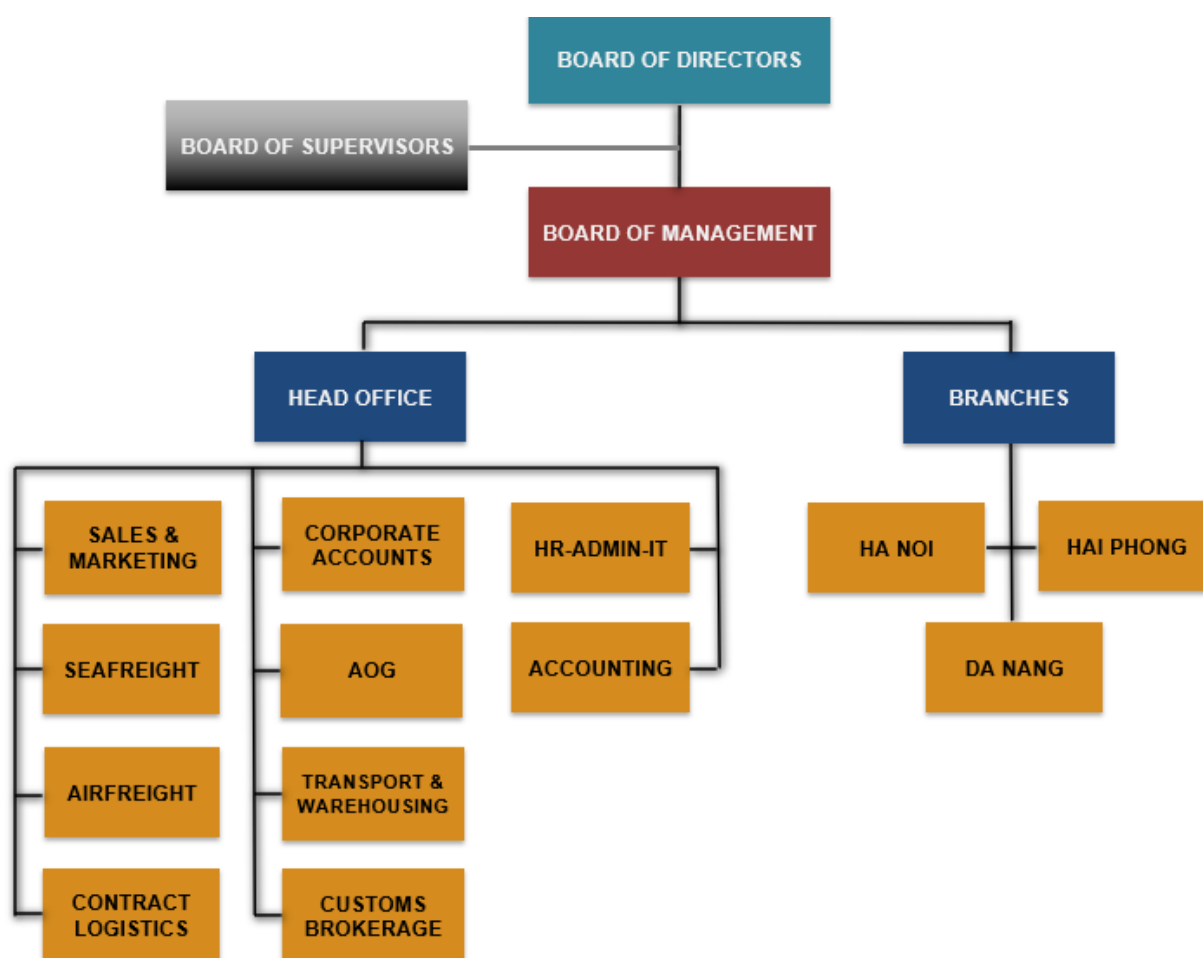 BOARD OF DIRECTORS
BOARD OF SUPERVISORS
BOARD OF MANAGEMENT
HEAD OFFICE
BRANCHES
SALES &
MARKETING
CORPORATE
ACCOUNTS
HR-ADMIN-IT
HA NOI
HAI PHONG
SEAFREIGHT
AOG
ACCOUNTING
DA NANG
AIRFREIGHT
TRANSPORT &
WAREHOUSING
CONTRACT
LOGISTICS
CUSTOMS
BROKERAGE